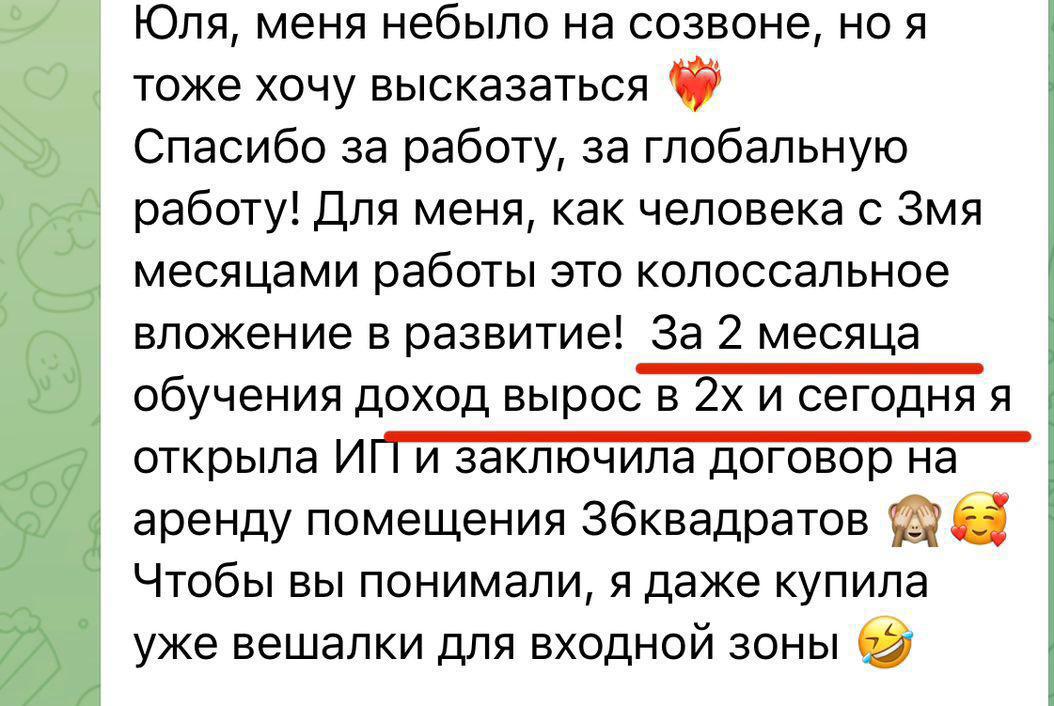 Юля, меня небыло на созвоне, но я
тоже хочу высказаться ❤️‍🔥
Спасибо за работу, за глобальную
работу! Для меня, как человека с 3мя
месяцами работы это колоссальное
вложение в развитие!  За 2 месяца
обучения доход вырос в 2х и сегодня я
открыла ИП и заключила договор на
аренду помещения 36квадратов 🙈🥰
Чтобы вы понимали, я даже купила
уже вешалки для входной зоны 🤣